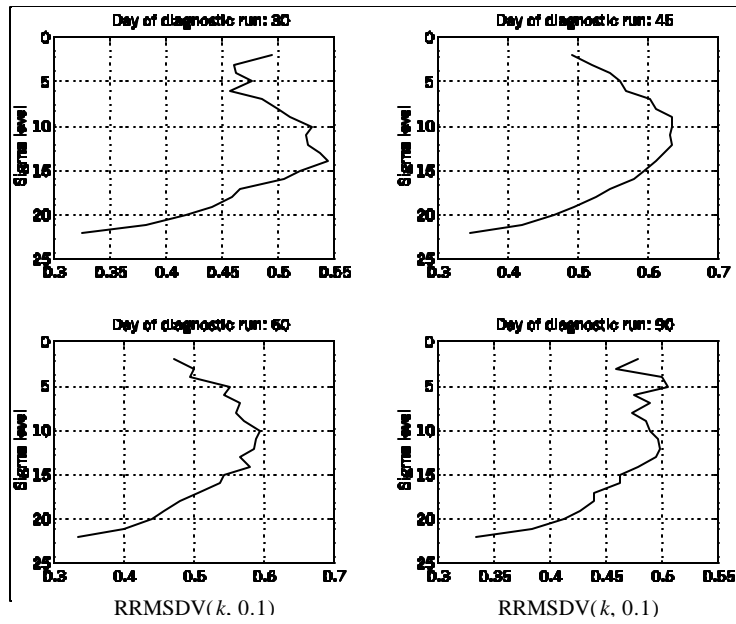 Day of diagnostic run: 30
0
5
10
15
20
25
Sigma level
0.3 0.35 0.4 0.45 0.5 0.55
Day of diagnostic run: 45
0
5
10
15
20
25
Sigma level
0.3 0.4 0.5 0.6 0.7
Day of diagnostic run: 60
0
5
10
15
20
25
Sigma level
0.3 0.4 0.5 0.6 0.7
RRMSDV(k, 0.1)
Day of diagnostic run: 90
0
5
10
15
20
25
Sigma level
0.3 0.35 0.4 0.45 0.5 0.55
RRMSDV(k, 0.1)